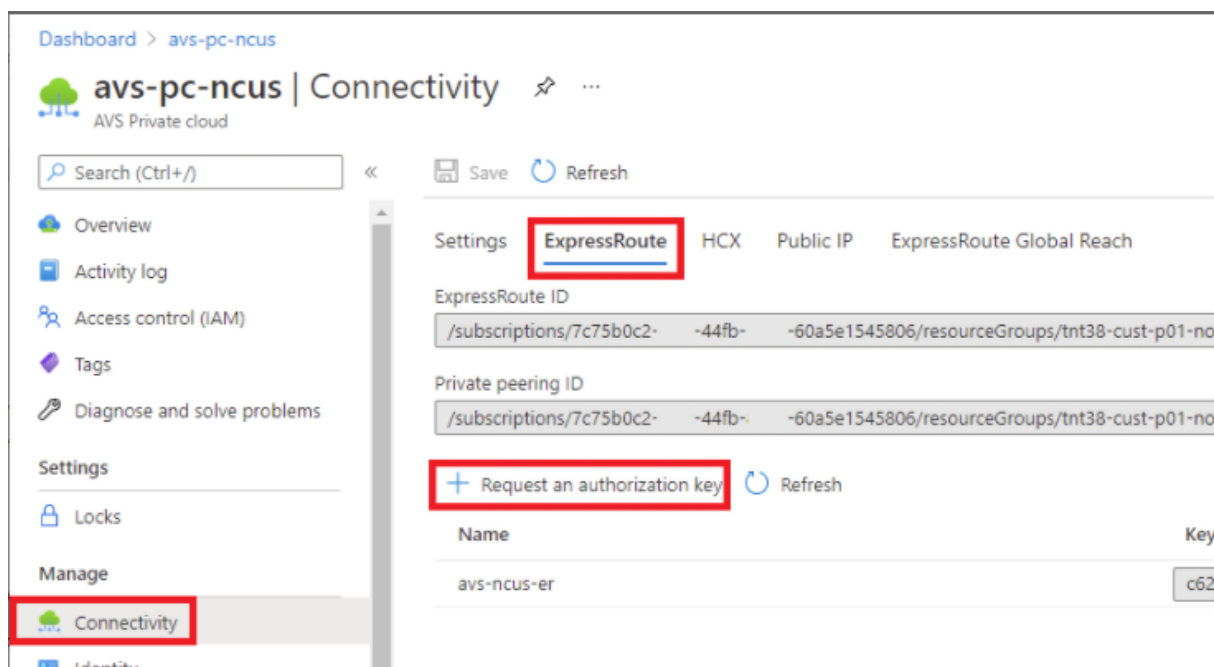 Dashboard > avs-pc-ncus
avs-pc-ncus | Connectivity ...
AVS Private cloud
Search (Ctrl+/) «
Save Refresh
Overview
Activity log
Access control (IAM)
Tags
Diagnose and solve problems
Settings
Locks
Manage
Connectivity
Identity
Settings ExpressRoute HCX Public IP ExpressRoute Global Reach
ExpressRoute ID
/subscriptions/7c75b0c2- -44fb- -60a5e1545806/resourceGroups/tnt38-cust-p01-no
Private peering ID
/subscriptions/7c75b0c2- -44fb- -60a5e1545806/resourceGroups/tnt38-cust-p01-no
+ Request an authorization key Refresh
Name Key
avs-ncus-er c62